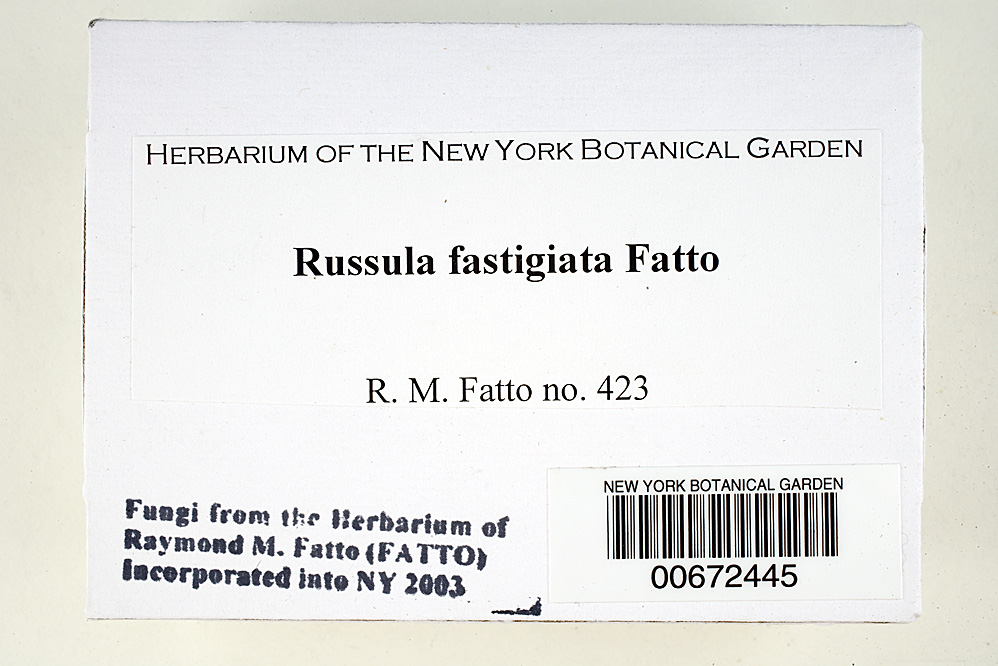 HERBARIUM OF THE NEW YORK BOTANICAL GARDEN
Russula fastigiata Fatto
R. M. Fatto no. 423
Fungi from the Herbarium of
Raymond M. Fatto (FATTO)
Incorporated into NY 2003
NEW YORK BOTANICAL GARDEN
00672445